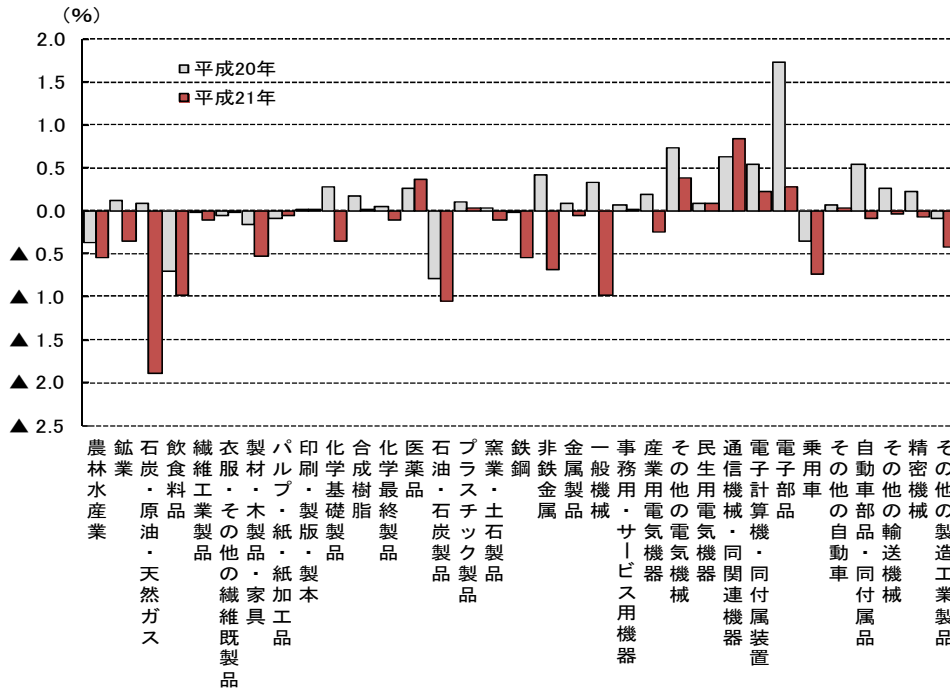 （%）
2.0
1.5
1.0
0.5
0.0
▲ 0.5
▲ 1.0
▲ 1.5
▲ 2.0
▲ 2.5
平成20年
平成21年
農林水産業
鉱業
石炭・原油・天然ガス
飲食料品
繊維工業製品
衣服・その他の繊維既製品
製材・木製品・家具
パルプ・紙・紙加工品
印刷・製版・製本
化学基礎製品
合成樹脂
化学最終製品
医薬品
石油・石炭製品
プラスチック製品
窯業・土石製品
鉄鋼
非鉄金属
金属製品
一般機械
事務用・サービス用機器
産業用電気機器
その他の電気機械
民生用電気機器
通信機械・同関連機器
電子計算機・同付属装置
電子部品
乗用車
その他の自動車
自動車部品・同付属品
その他の輸送機械
精密機械
その他の製造工業製品